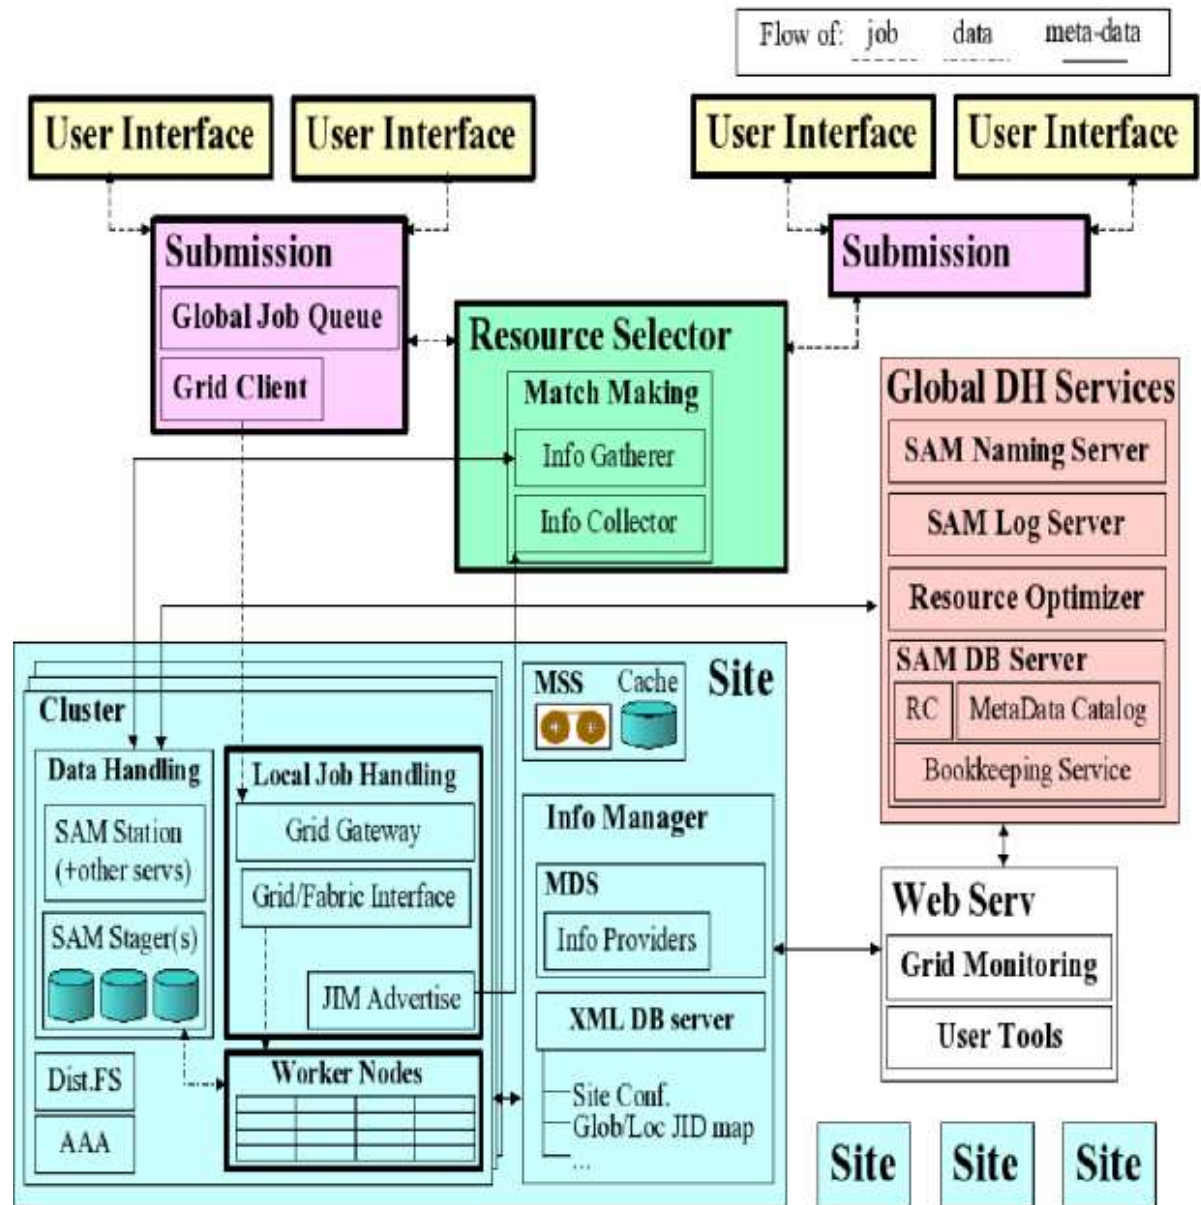 Flow of: job data meta-data
User Interface
User Interface
User Interface
User Interface
Submission
Global Job Queue
Grid Client
Submission
Resource Selector
Match Making
Info Gatherer
Info Collector
Global DH Services
SAM Naming Server
SAM Log Server
Resource Optimizer
SAM DB Server
RC
MetaData Catalog
Bookkeeping Service
Site
Cluster
Data Handling
SAM Station
(+other servs)
SAM Stager(s)
Dist.FS
AAA
Local Job Handling
Grid Gateway
Grid/Fabric Interface
JIM Advertise
Worker Nodes
MSS
Cache
Info Manager
MDS
Info Providers
XML DB server
Site Conf.
Glob/Loc JID map
...
Web Serv
Grid Monitoring
User Tools
Site
Site
Site